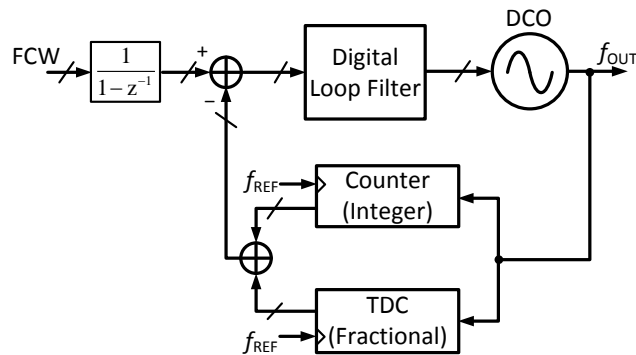 DCO
FCW
1
1 – z⁻¹
+
–
Digital
Loop Filter
fOUT
fREF
Counter
(Integer)
TDC
(Fractional)
fREF